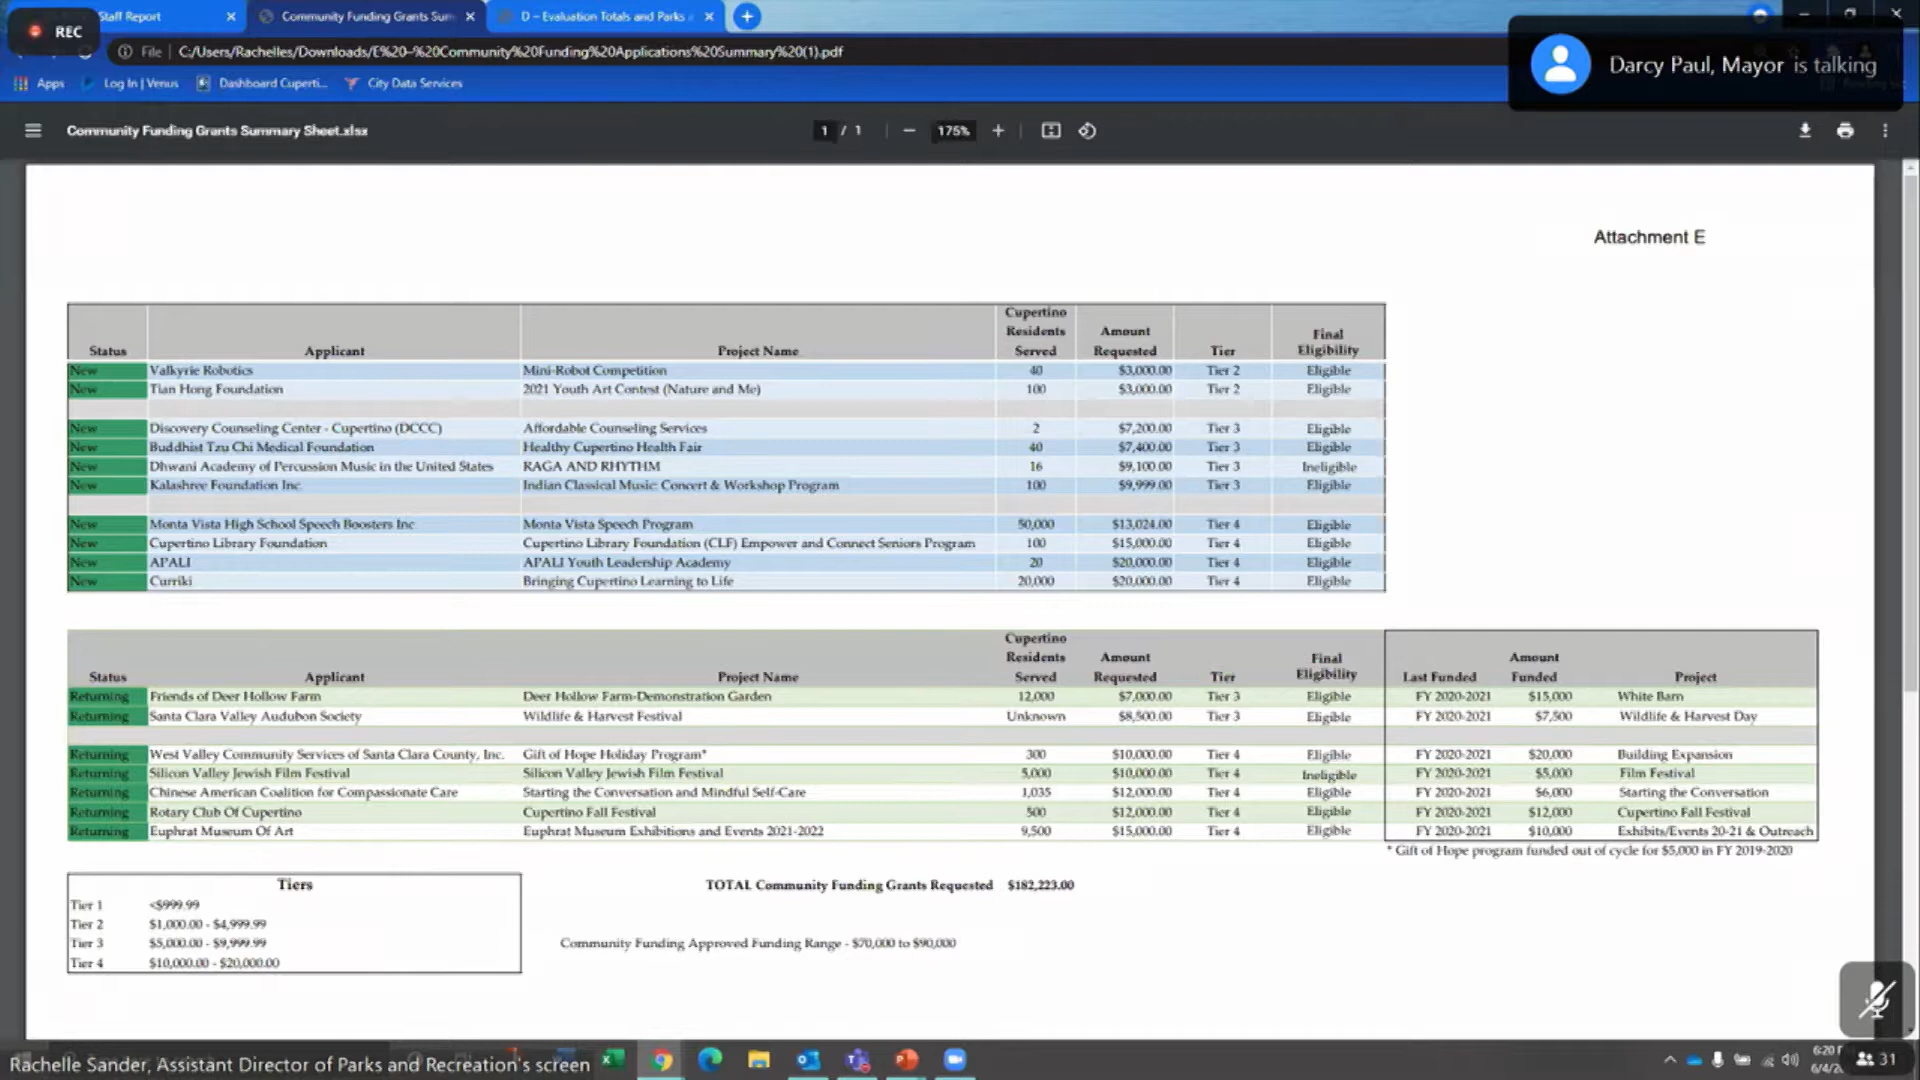 Staff Report
Community Funding Grants Sum
D – Evaluation Totals and Parks
REC
File
C:/Users/Rachelles/Downloads/E%20-%20Community%20Funding%20Applications%20Summary%20(1).pdf
Darcy Paul, Mayor is talking
Apps
Log In | Venus
Dashboard Cuperti...
City Data Services
Community Funding Grants Summary Sheet.xlsx
1 / 1
175%
Attachment E
Status Applicant Project Name Cupertino Residents Served Amount Requested Tier Final Eligibility
New Valkyrie Robotics Mini-Robot Competition 40 $3,000.00 Tier 2 Eligible
New Tian Hong Foundation 2021 Youth Art Contest (Nature and Me) 100 $3,000.00 Tier 2 Eligible
New Discovery Counseling Center - Cupertino (DCCC) Affordable Counseling Services 2 $7,200.00 Tier 3 Eligible
New Buddhist Tzu Chi Medical Foundation Healthy Cupertino Health Fair 40 $7,400.00 Tier 3 Eligible
New Dhwani Academy of Percussion Music in the United States RAGA AND RHYTHM 16 $9,100.00 Tier 3 Ineligible
New Kalashree Foundation Inc Indian Classical Music Concert & Workshop Program 100 $9,999.00 Tier 3 Eligible
New Monta Vista High School Speech Boosters Inc Monta Vista Speech Program 50,000 $13,024.00 Tier 4 Eligible
New Cupertino Library Foundation Cupertino Library Foundation (CLF) Empower and Connect Seniors Program 100 $15,000.00 Tier 4 Eligible
New APALI APALI Youth Leadership Academy 20 $20,000.00 Tier 4 Eligible
New Curriki Bringing Cupertino Learning to Life 20,000 $20,000.00 Tier 4 Eligible
Status Applicant Project Name Cupertino Residents Served Amount Requested Tier Final Eligibility Last Funded Amount Funded Project
Returning Friends of Deer Hollow Farm Deer Hollow Farm-Demonstration Garden 12,000 $7,000.00 Tier 3 Eligible FY 2020-2021 $15,000 White Barn
Returning Santa Clara Valley Audubon Society Wildlife & Harvest Festival Unknown $8,500.00 Tier 3 Eligible FY 2020-2021 $7,500 Wildlife & Harvest Day
Returning West Valley Community Services of Santa Clara County, Inc. Gift of Hope Holiday Program* 300 $10,000.00 Tier 4 Eligible FY 2020-2021 $20,000 Building Expansion
Returning Silicon Valley Jewish Film Festival Silicon Valley Jewish Film Festival 5,000 $10,000.00 Tier 4 Ineligible FY 2020-2021 $5,000 Film Festival
Returning Chinese American Coalition for Compassionate Care Starting the Conversation and Mindful Self-Care 1,035 $12,000.00 Tier 4 Eligible FY 2020-2021 $6,000 Starting the Conversation
Returning Rotary Club Of Cupertino Cupertino Fall Festival 500 $12,000.00 Tier 4 Eligible FY 2020-2021 $12,000 Cupertino Fall Festival
Returning Euphrat Museum Of Art Euphrat Museum Exhibitions and Events 2021-2022 9,500 $15,000.00 Tier 4 Eligible FY 2020-2021 $10,000 Exhibits/Events 20-21 & Outreach
* Gift of Hope program funded out of cycle for $5,000 in FY 2019-2020
Tiers
Tier 1 <$999.99
Tier 2 $1,000.00 - $4,999.99
Tier 3 $5,000.00 - $9,999.99
Tier 4 $10,000.00 - $20,000.00
TOTAL Community Funding Grants Requested $182,223.00
Community Funding Approved Funding Range - $70,000 to $90,000
Rachelle Sander, Assistant Director of Parks and Recreation's screen
31